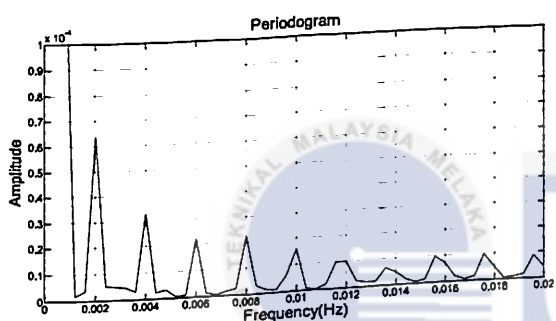 Periodogram
x 10⁻⁴
1
0.9
0.8
0.7
0.6
0.5
0.4
0.3
0.2
0.1
0
Amplitude
0 0.002 0.004 0.006 0.008 0.01 0.012 0.014 0.016 0.018 0.02
Frequency(Hz)
TEKNIKAL MALAYSIA MELAKA